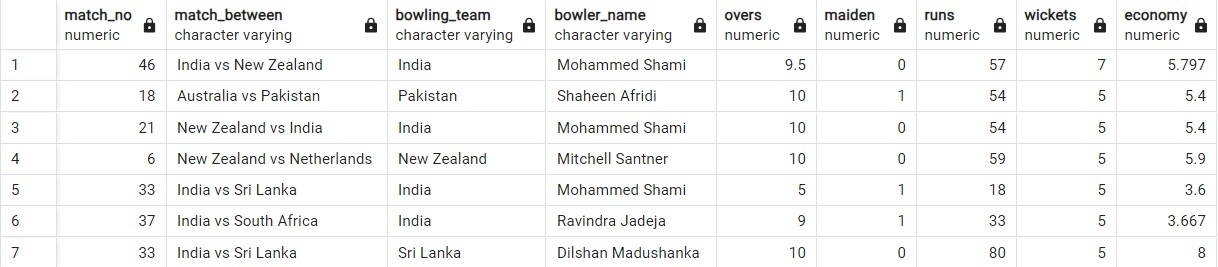 match_no match_between bowling_team bowler_name overs maiden runs wickets economy
numeric character varying character varying character varying numeric numeric numeric numeric numeric
1 46 India vs New Zealand India Mohammed Shami 9.5 0 57 7 5.797
2 18 Australia vs Pakistan Pakistan Shaheen Afridi 10 1 54 5 5.4
3 21 New Zealand vs India India Mohammed Shami 10 0 54 5 5.4
4 6 New Zealand vs Netherlands New Zealand Mitchell Santner 10 0 59 5 5.9
5 33 India vs Sri Lanka India Mohammed Shami 5 1 18 5 3.6
6 37 India vs South Africa India Ravindra Jadeja 9 1 33 5 3.667
7 33 India vs Sri Lanka Sri Lanka Dilshan Madushanka 10 0 80 5 8